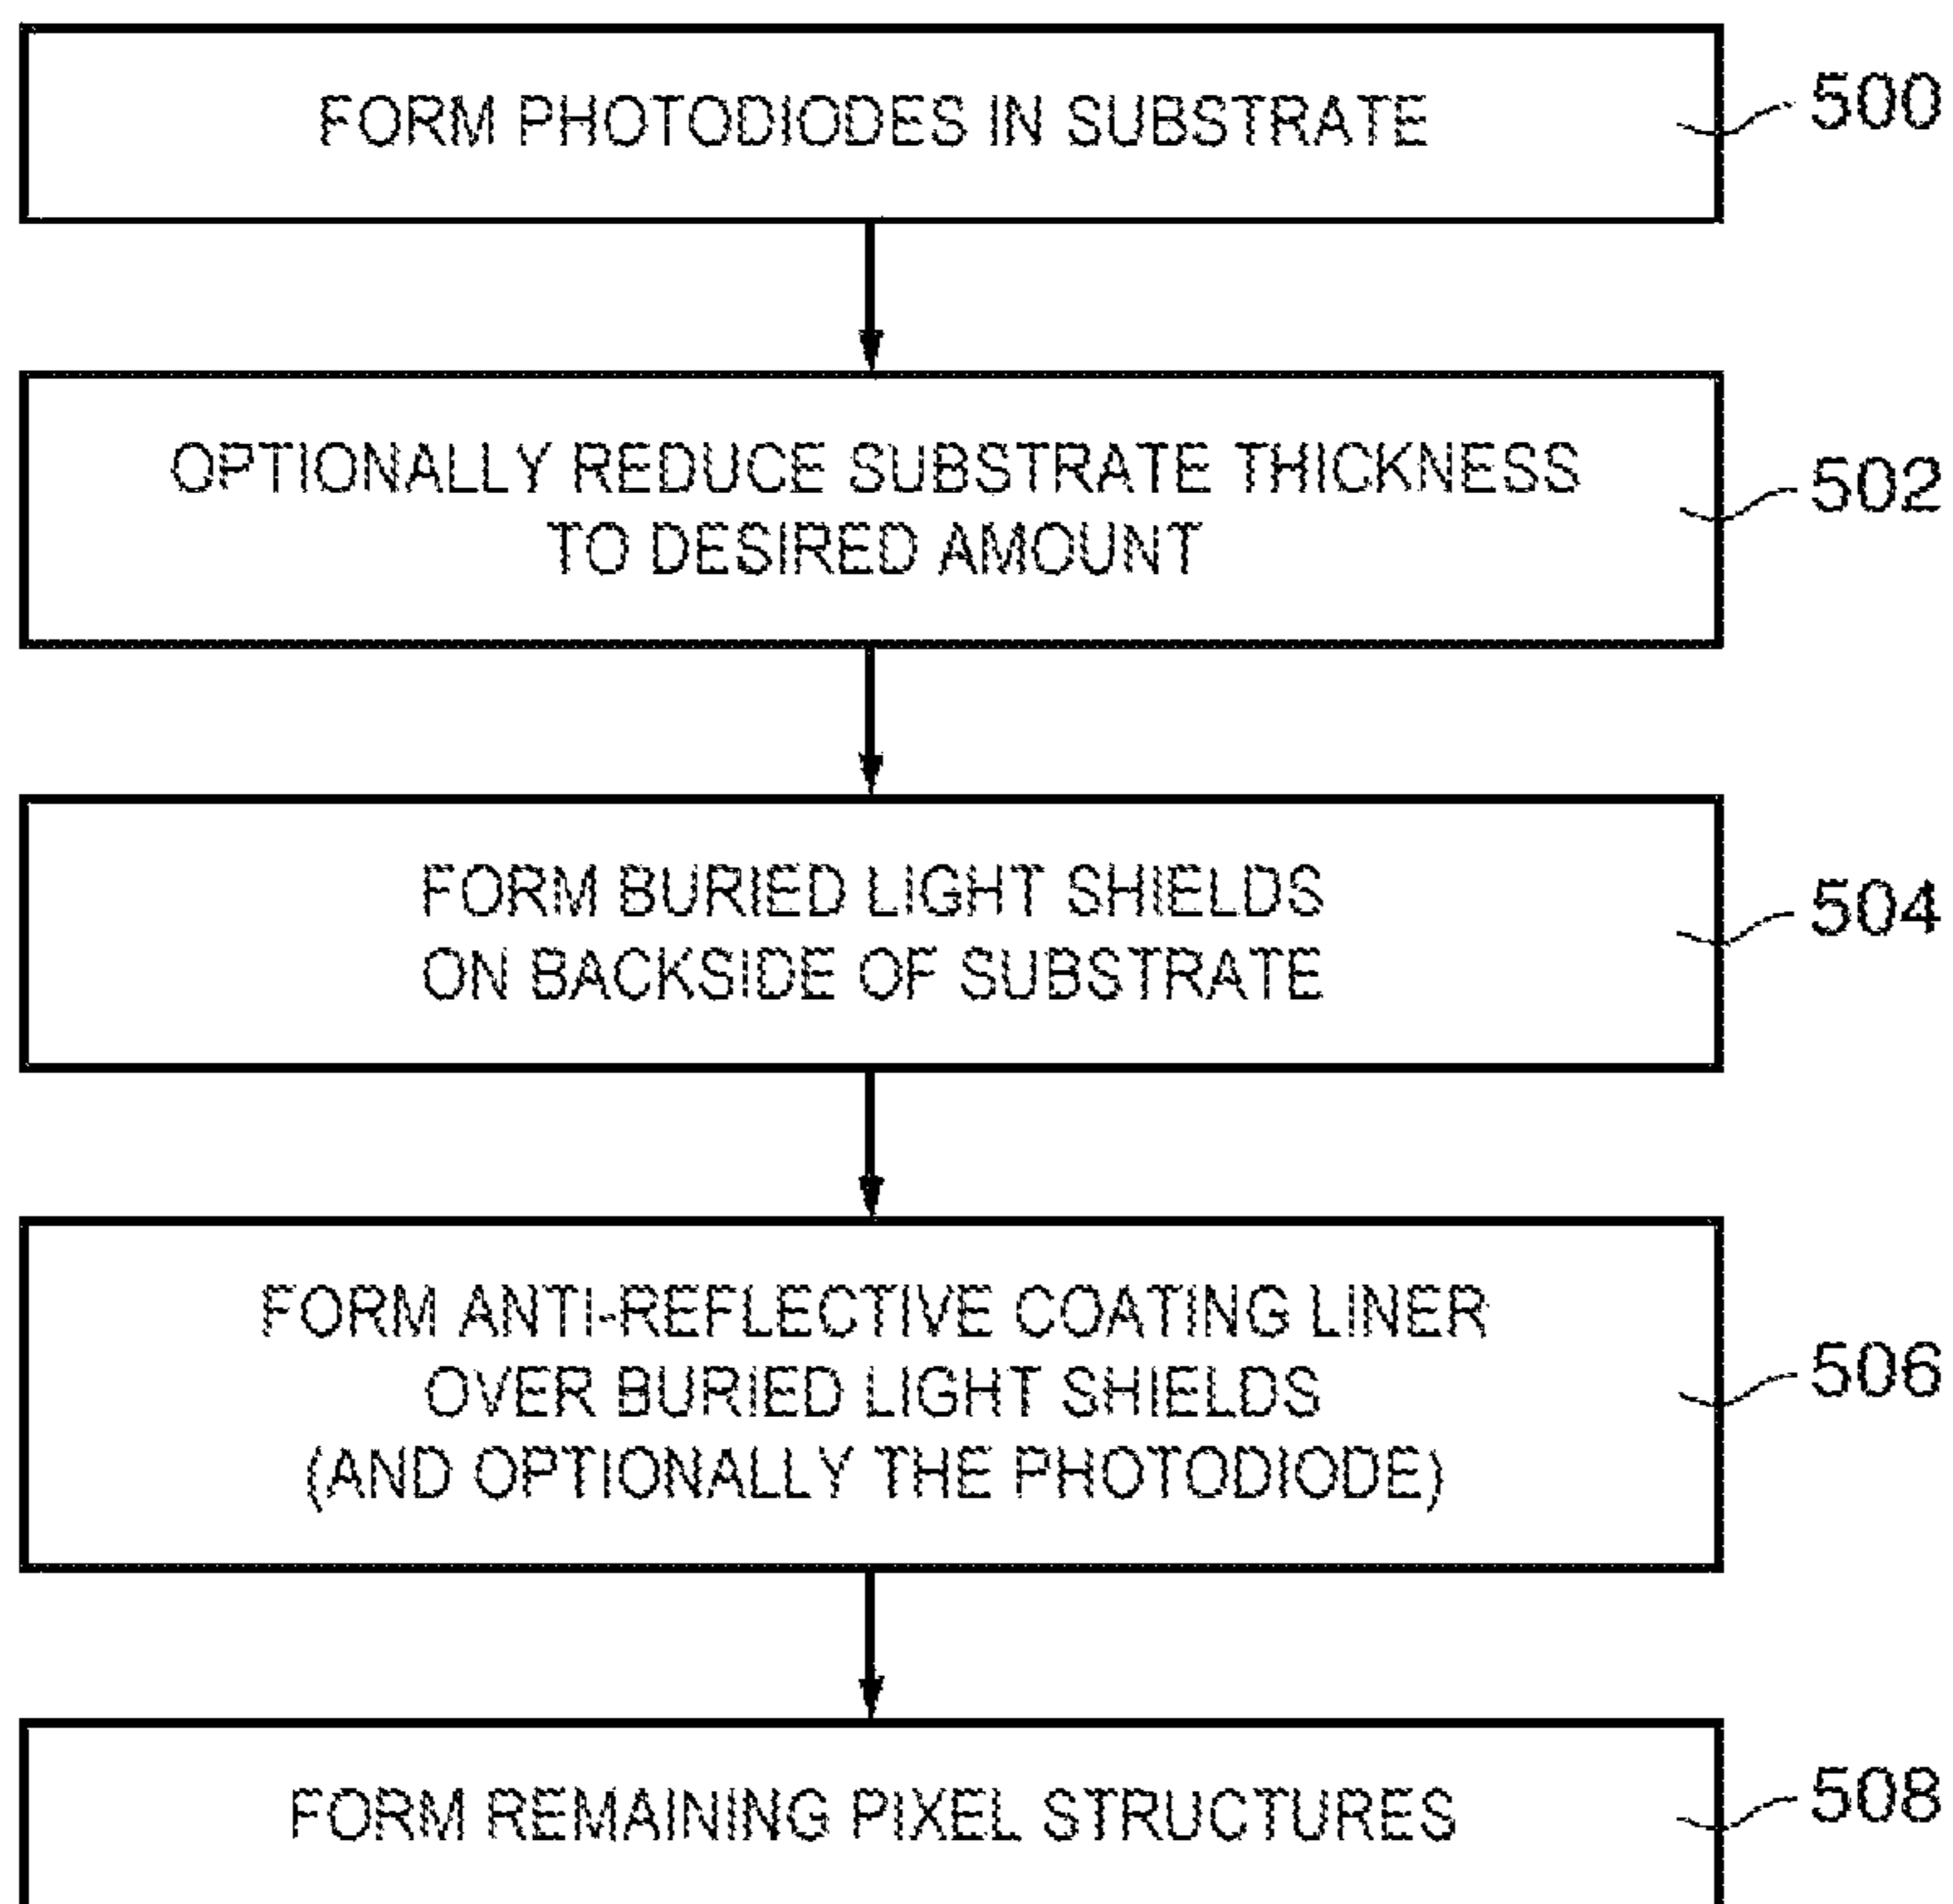 FORM PHOTODIODES IN SUBSTRATE
500
OPTIONALLY REDUCE SUBSTRATE THICKNESS
TO DESIRED AMOUNT
502
FORM BURIED LIGHT SHIELDS
ON BACKSIDE OF SUBSTRATE
504
FORM ANTI-REFLECTIVE COATING LINER
OVER BURIED LIGHT SHIELDS
(AND OPTIONALLY THE PHOTODIODE)
506
FORM REMAINING PIXEL STRUCTURES
508